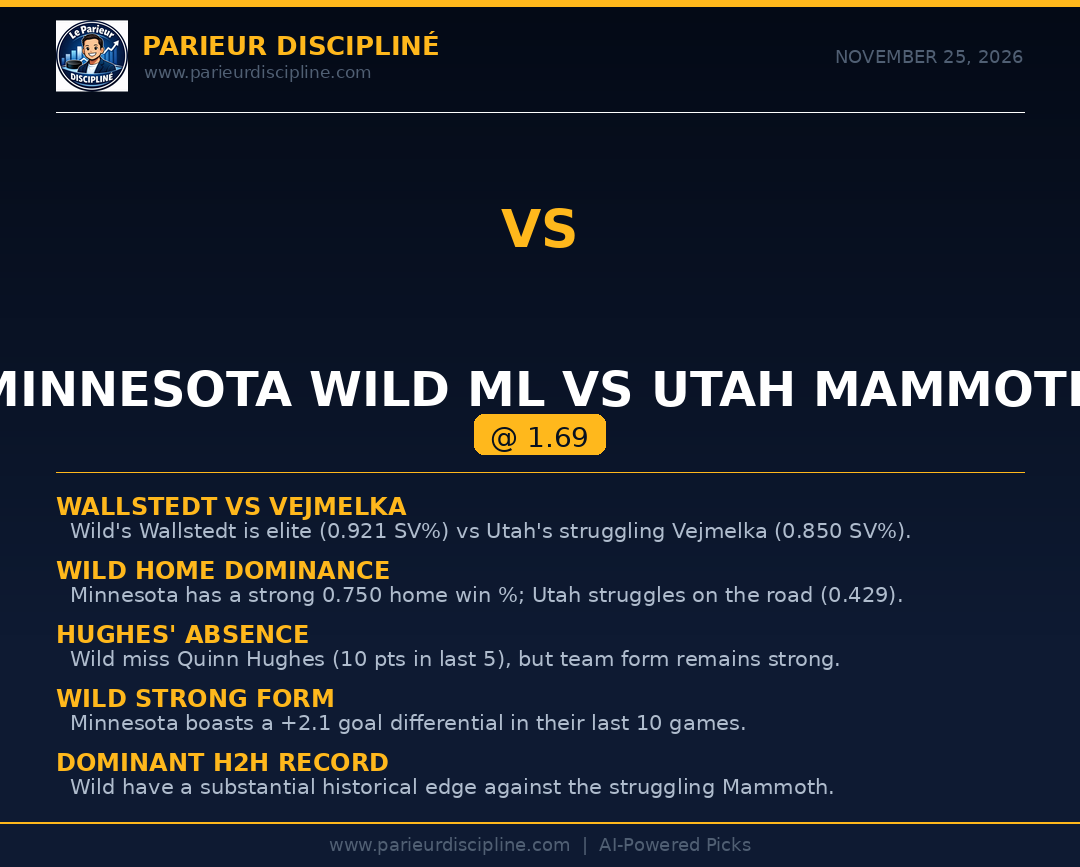 Le Parieur
DISCIPLINÉ
PARIEUR DISCIPLINÉ
www.parieurdiscipline.com
NOVEMBER 25, 2026
VS
MINNESOTA WILD ML VS UTAH MAMMOTH
@ 1.69
WALLSTEDT VS VEJMELKA
Wild's Wallstedt is elite (0.921 SV%) vs Utah's struggling Vejmelka (0.850 SV%).
WILD HOME DOMINANCE
Minnesota has a strong 0.750 home win %; Utah struggles on the road (0.429).
HUGHES' ABSENCE
Wild miss Quinn Hughes (10 pts in last 5), but team form remains strong.
WILD STRONG FORM
Minnesota boasts a +2.1 goal differential in their last 10 games.
DOMINANT H2H RECORD
Wild have a substantial historical edge against the struggling Mammoth.
www.parieurdiscipline.com | AI-Powered Picks